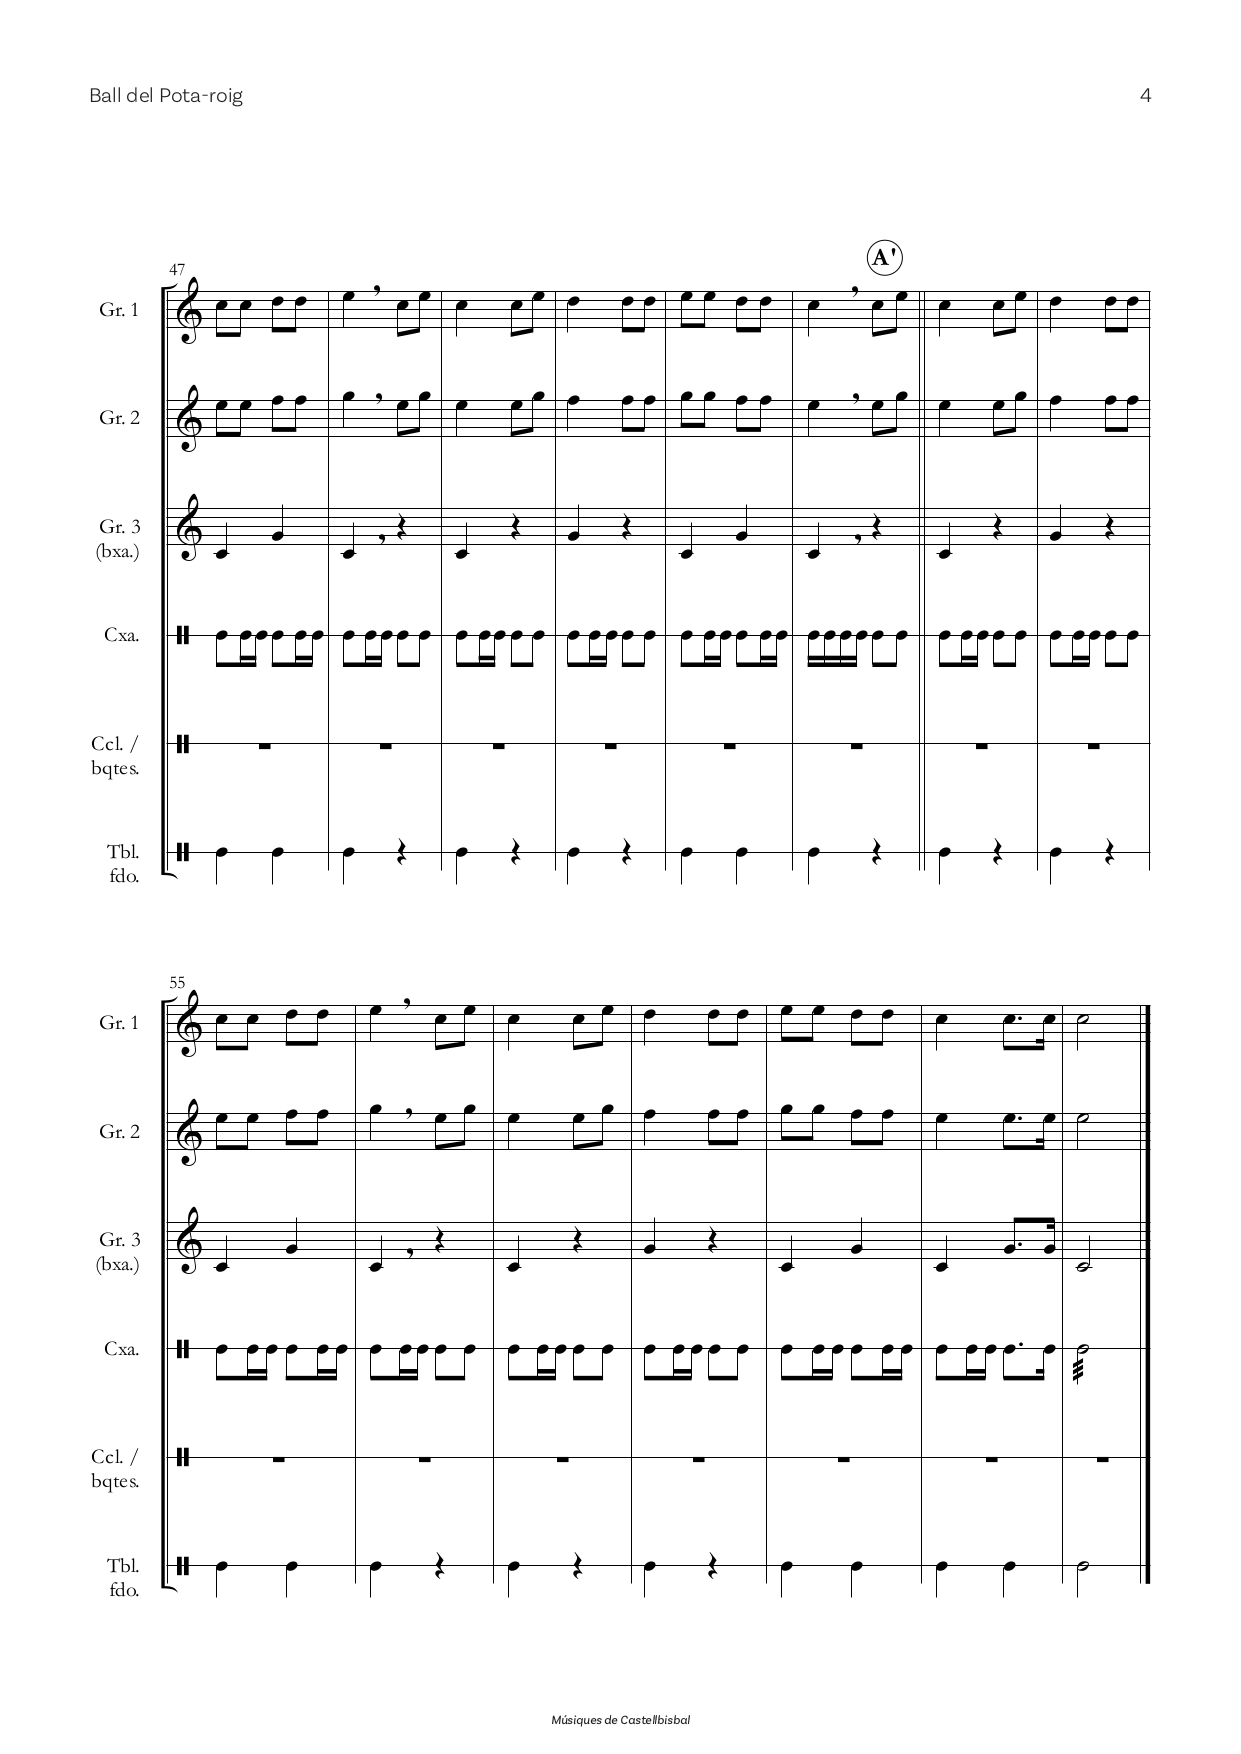 Ball del Pota-roig 4
A'
47
Gr. 1
Gr. 2
Gr. 3
(bxa.)
Cxa.
Ccl. /
bqtes.
Tbl.
fdo.
55
Gr. 1
Gr. 2
Gr. 3
(bxa.)
Cxa.
Ccl. /
bqtes.
Tbl.
fdo.
Músiques de Castellbisbal